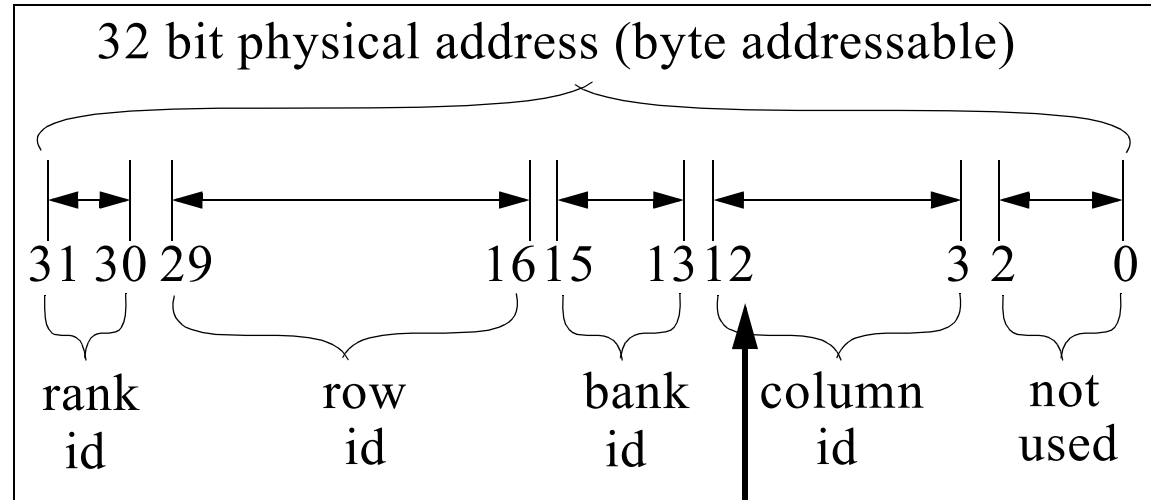 32 bit physical address (byte addressable)
31 30 29 16 15 13 12 3 2 0
rank row bank column not
id id id id used